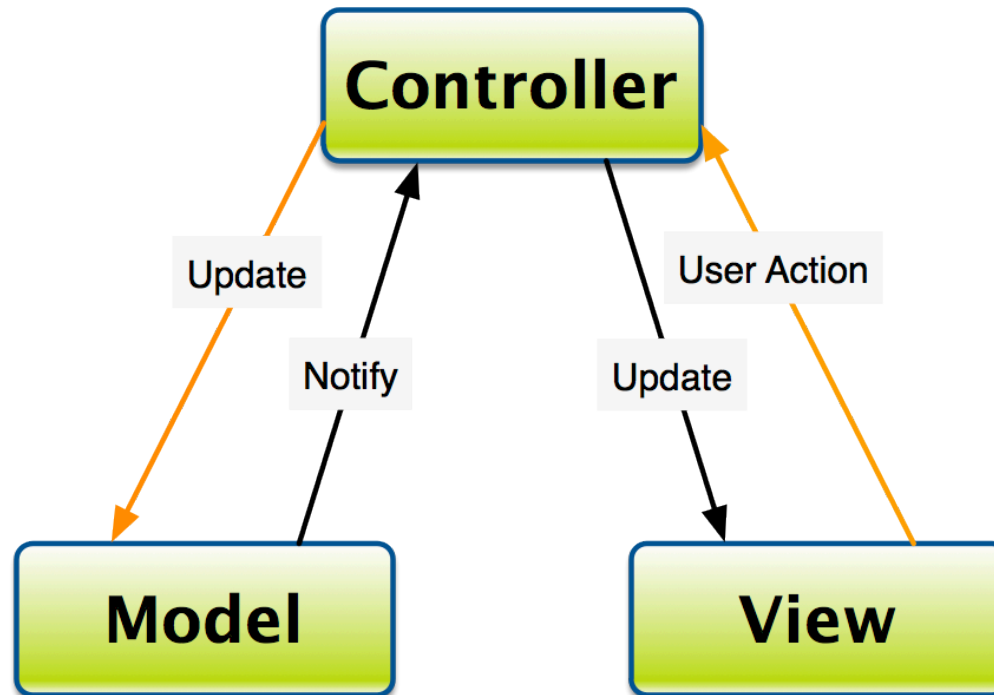 Controller
Update
User Action
Notify
Update
Model
View